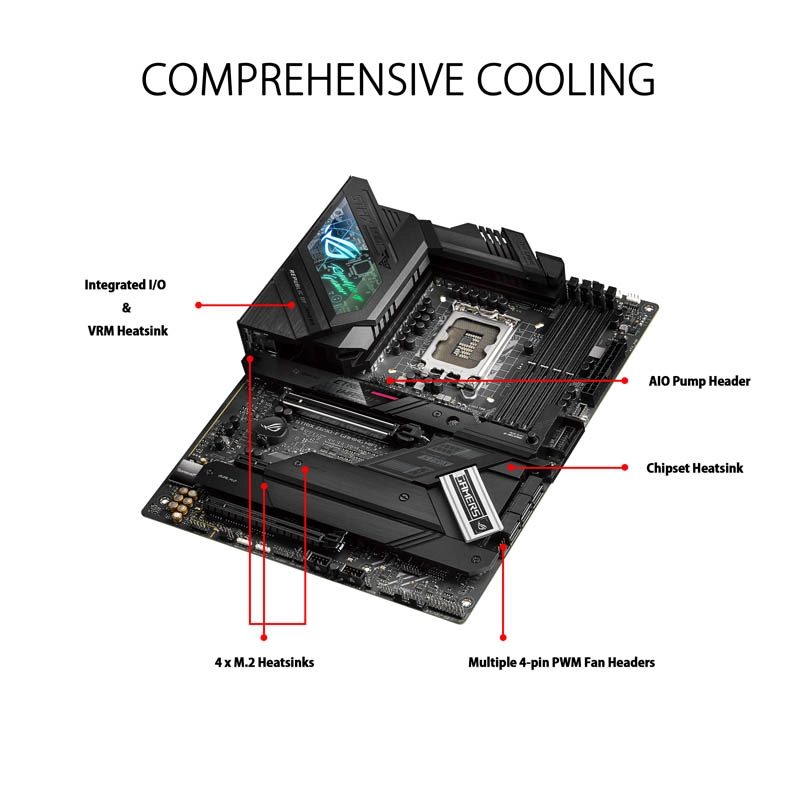 COMPREHENSIVE COOLING
Integrated I/O
&
VRM Heatsink
AIO Pump Header
Chipset Heatsink
GAMERS
4 x M.2 Heatsinks
Multiple 4-pin PWM Fan Headers